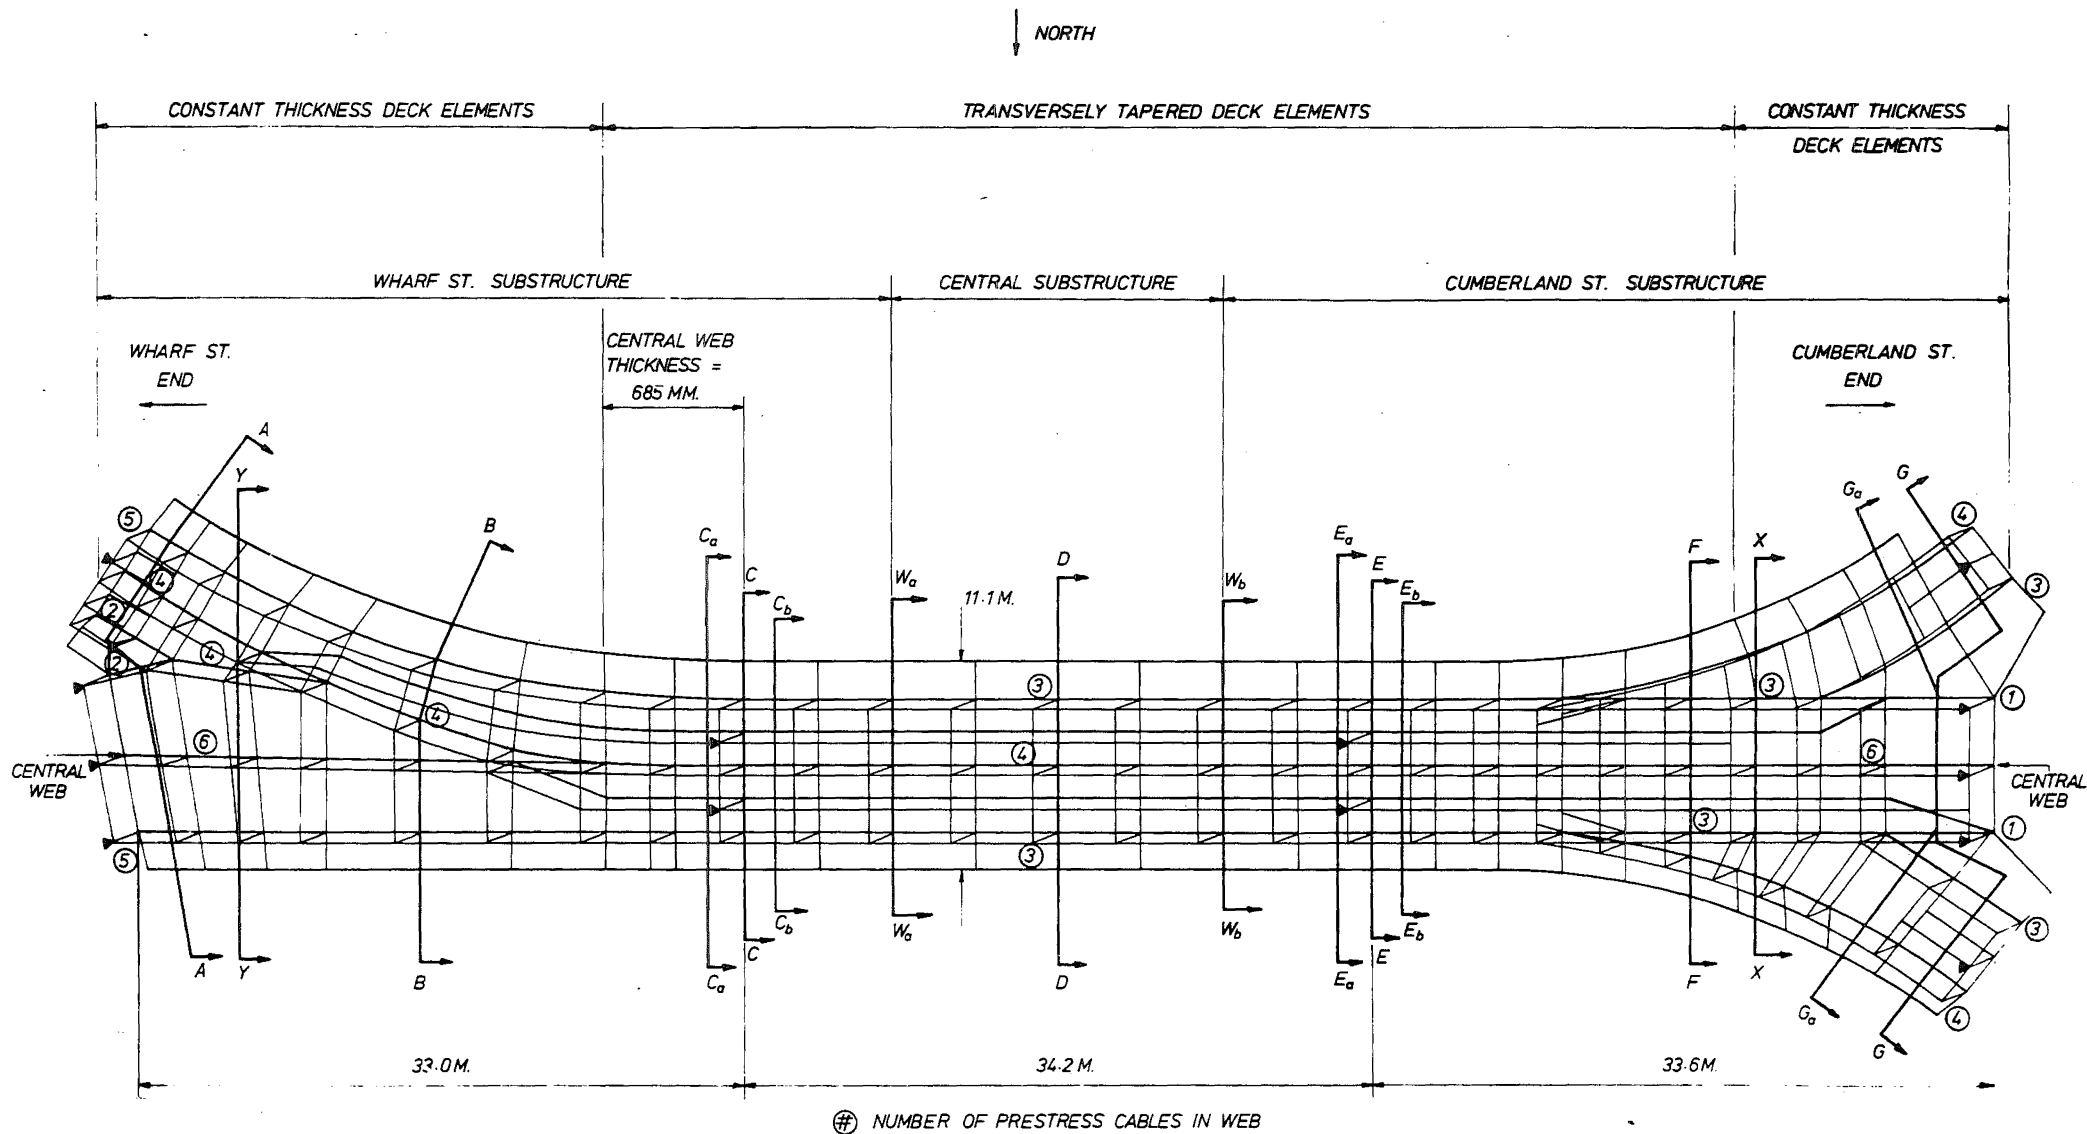 NORTH
CONSTANT THICKNESS DECK ELEMENTS
TRANSVERSELY TAPERED DECK ELEMENTS
CONSTANT THICKNESS
DECK ELEMENTS
WHARF ST. SUBSTRUCTURE
CENTRAL SUBSTRUCTURE
CUMBERLAND ST. SUBSTRUCTURE
CENTRAL WEB
THICKNESS =
685 MM.
WHARF ST.
END
CUMBERLAND ST.
END
A
Y
B
Ca
C
Cb
Wa
11.1 M.
D
Wb
Ea
E
Eb
F
X
Ga
G
5
4
2
2
4
4
6
3
4
3
4
3
3
1
6
3
1
3
4
5
CENTRAL
WEB
CENTRAL
WEB
A
Y
B
Ca
C
Cb
Wa
D
Wb
Ea
E
Eb
F
X
Ga
G
33.0 M.
34.2 M.
33.6 M.
# NUMBER OF PRESTRESS CABLES IN WEB